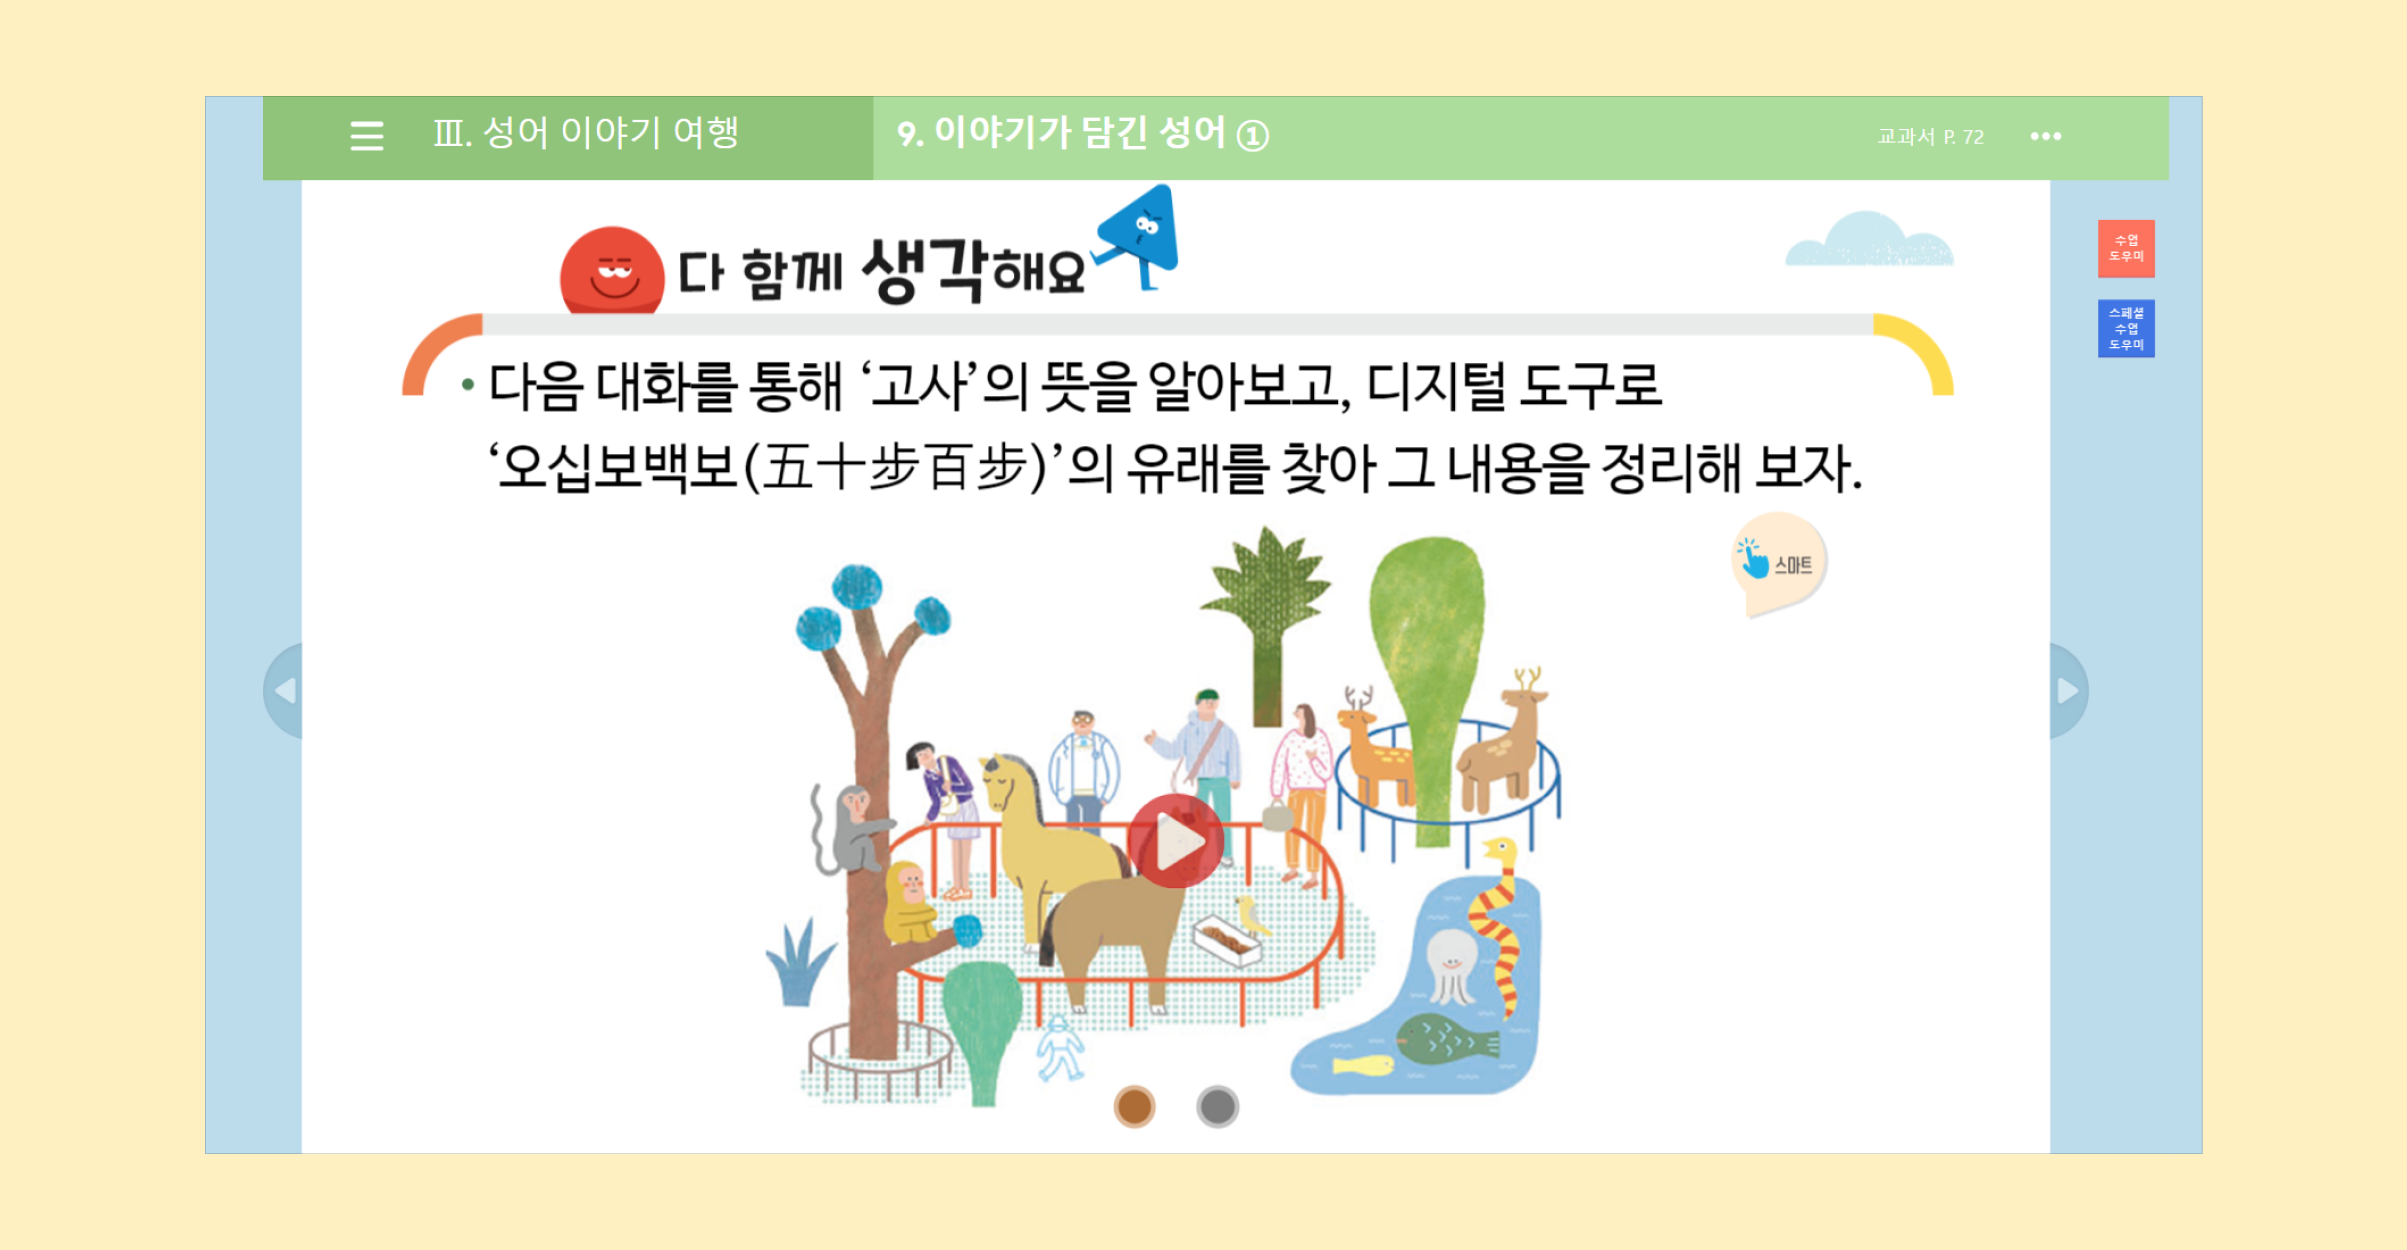 Ⅲ. 성어 이야기 여행
9. 이야기가 담긴 성어 ①
교과서 P. 72
수업
도우미
스페셜
수업
도우미
다 함께 생각해요
• 다음 대화를 통해 ‘고사’의 뜻을 알아보고, 디지털 도구로
‘오십보백보(五十步百步)’의 유래를 찾아 그 내용을 정리해 보자.
스마트